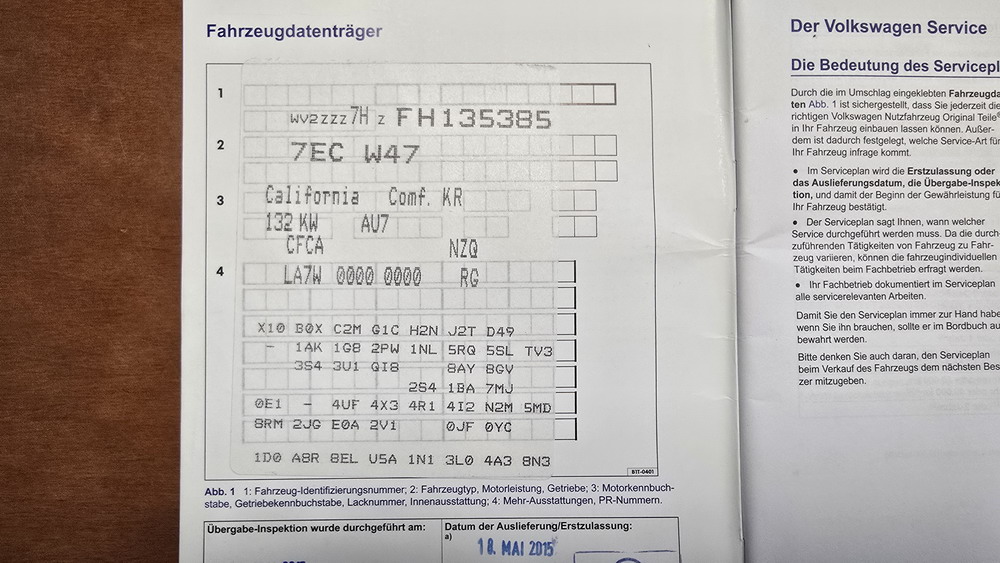 Fahrzeugdatenträger
1
WV2ZZZ7H Z FH135385
2
7EC W47
3
California Comf. KR
132 KW AU7
CFCA NZQ
4
LA7W 0000 0000 RG
X10 B0X C2M G1C H2N J2T D49
- 1AK 1G8 2PW 1NL 5RQ 5SL TV3
3S4 3U1 QI8 8AY 8GV
2S4 1BA 7MJ
0E1 - 4UF 4X3 4R1 4I2 N2M 5MD
8RM 2JG E0A 2V1 0JF 0YC
1D0 A8R 8EL U5A 1N1 3L0 4A3 8N3
B1T-0401
Abb. 1 1: Fahrzeug-Identifizierungsnummer; 2: Fahrzeugtyp, Motorleistung, Getriebe; 3: Motorkennbuch-
stabe, Getriebekennbuchstabe, Lacknummer, Innenausstattung; 4: Mehr-Ausstattungen, PR-Nummern.
Übergabe-Inspektion wurde durchgeführt am:
Datum der Auslieferung/Erstzulassung:
a)
18. MAI 2015
Der Volkswagen Service
Die Bedeutung des Servicepl
Durch die im Umschlag eingeklebten Fahrzeugda
ten Abb. 1 ist sichergestellt, dass Sie jederzeit die
richtigen Volkswagen Nutzfahrzeug Original Teile®
in Ihr Fahrzeug einbauen lassen können. Außer-
dem ist dadurch festgelegt, welche Service-Art für
Ihr Fahrzeug infrage kommt.
● Im Serviceplan wird die Erstzulassung oder
das Auslieferungsdatum, die Übergabe-Inspek
tion, und damit der Beginn der Gewährleistung fü
Ihr Fahrzeug bestätigt.
● Der Serviceplan sagt Ihnen, wann welcher
Service durchgeführt werden muss. Da die durch-
zuführenden Tätigkeiten von Fahrzeug zu Fahr-
zeug variieren, können die fahrzeugindividuellen
Tätigkeiten beim Fachbetrieb erfragt werden.
● Ihr Fachbetrieb dokumentiert im Serviceplan
alle servicerelevanten Arbeiten.
Damit Sie den Serviceplan immer zur Hand habe
wenn Sie ihn brauchen, sollte er im Bordbuch au
bewahrt werden.
Bitte denken Sie auch daran, den Serviceplan
beim Verkauf des Fahrzeugs dem nächsten Bes
zer mitzugeben.